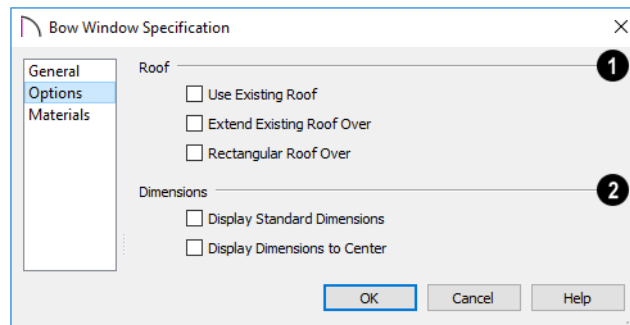 Bow Window Specification
General
Options
Materials
Roof
1
Use Existing Roof
Extend Existing Roof Over
Rectangular Roof Over
Dimensions
2
Display Standard Dimensions
Display Dimensions to Center
OK
Cancel
Help